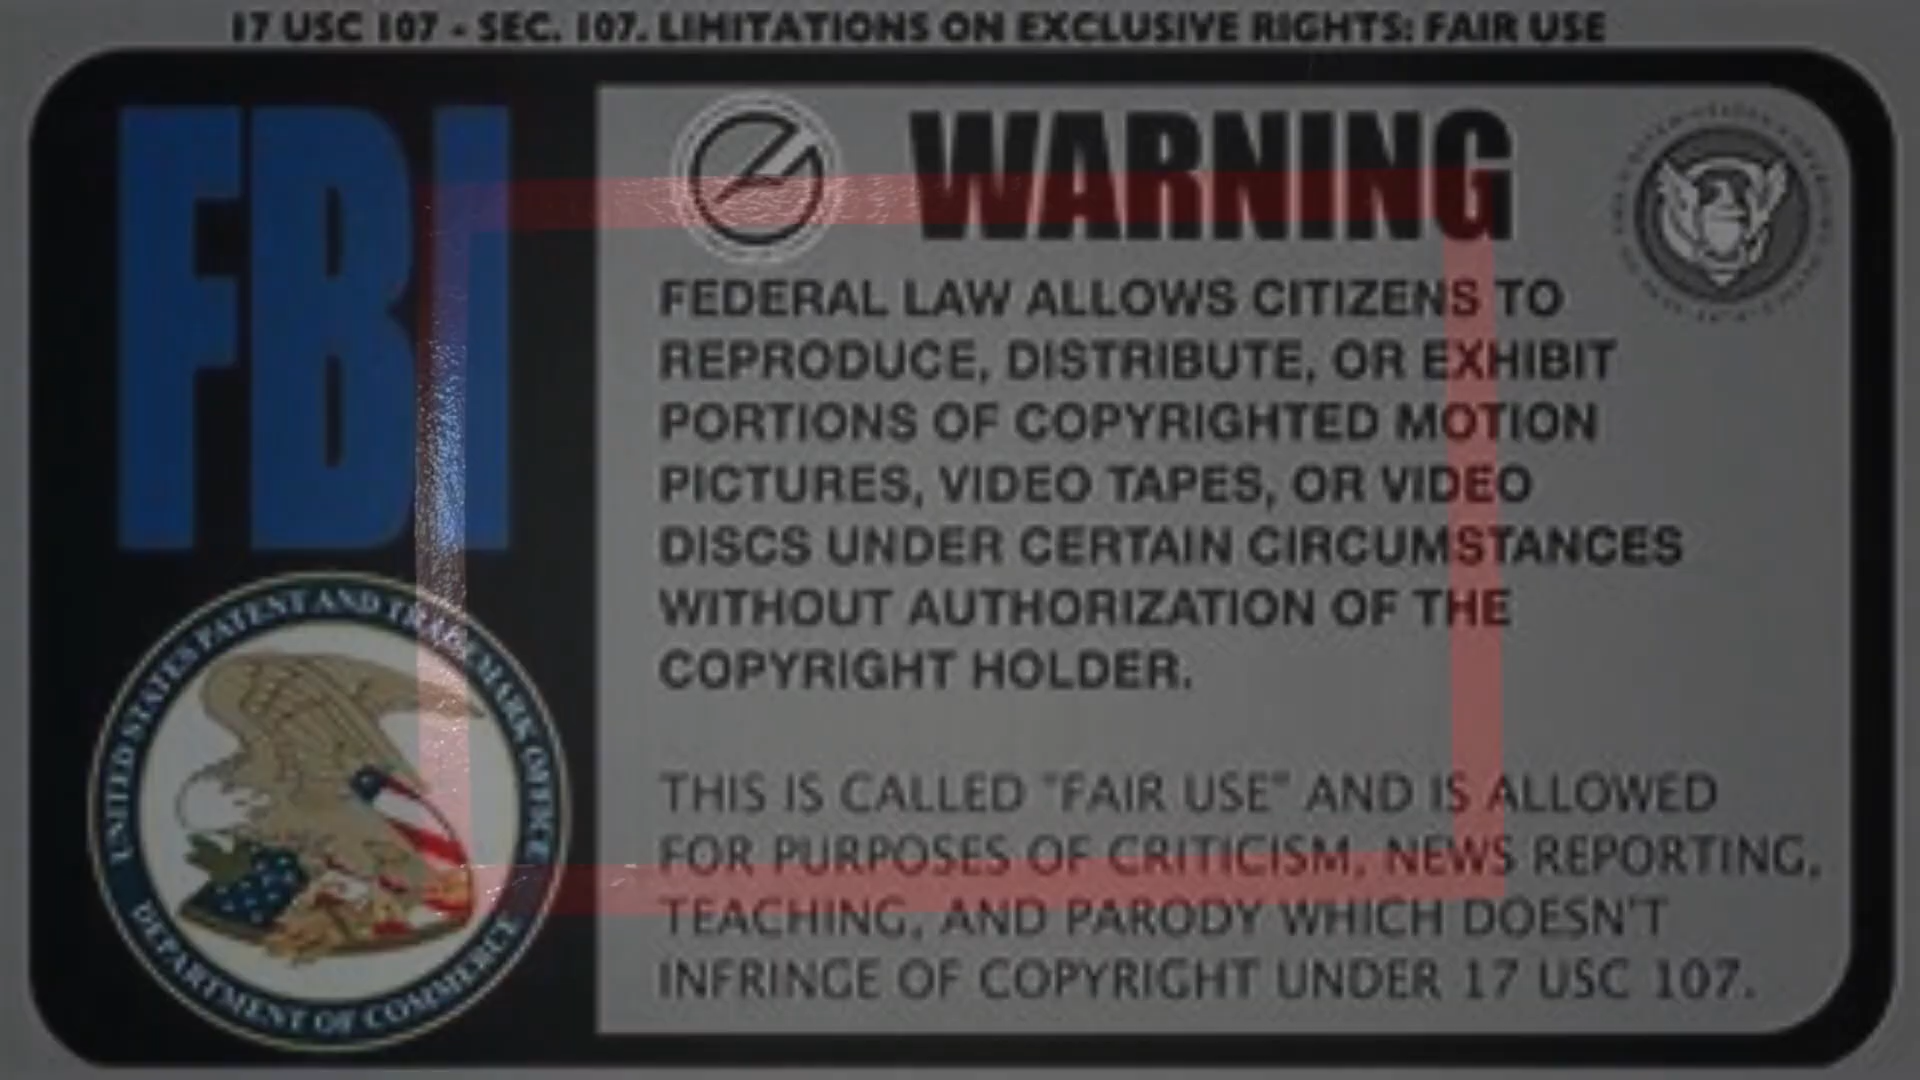 17 USC 107 - SEC. 107. LIMITATIONS ON EXCLUSIVE RIGHTS: FAIR USE
FBI
WARNING
FEDERAL LAW ALLOWS CITIZENS TO
REPRODUCE, DISTRIBUTE, OR EXHIBIT
PORTIONS OF COPYRIGHTED MOTION
PICTURES, VIDEO TAPES, OR VIDEO
DISCS UNDER CERTAIN CIRCUMSTANCES
WITHOUT AUTHORIZATION OF THE
COPYRIGHT HOLDER.
THIS IS CALLED "FAIR USE" AND IS ALLOWED
FOR PURPOSES OF CRITICISM, NEWS REPORTING,
TEACHING, AND PARODY WHICH DOESN'T
INFRINGE OF COPYRIGHT UNDER 17 USC 107.
UNITED STATES PATENT AND TRADEMARK OFFICE
DEPARTMENT OF COMMERCE